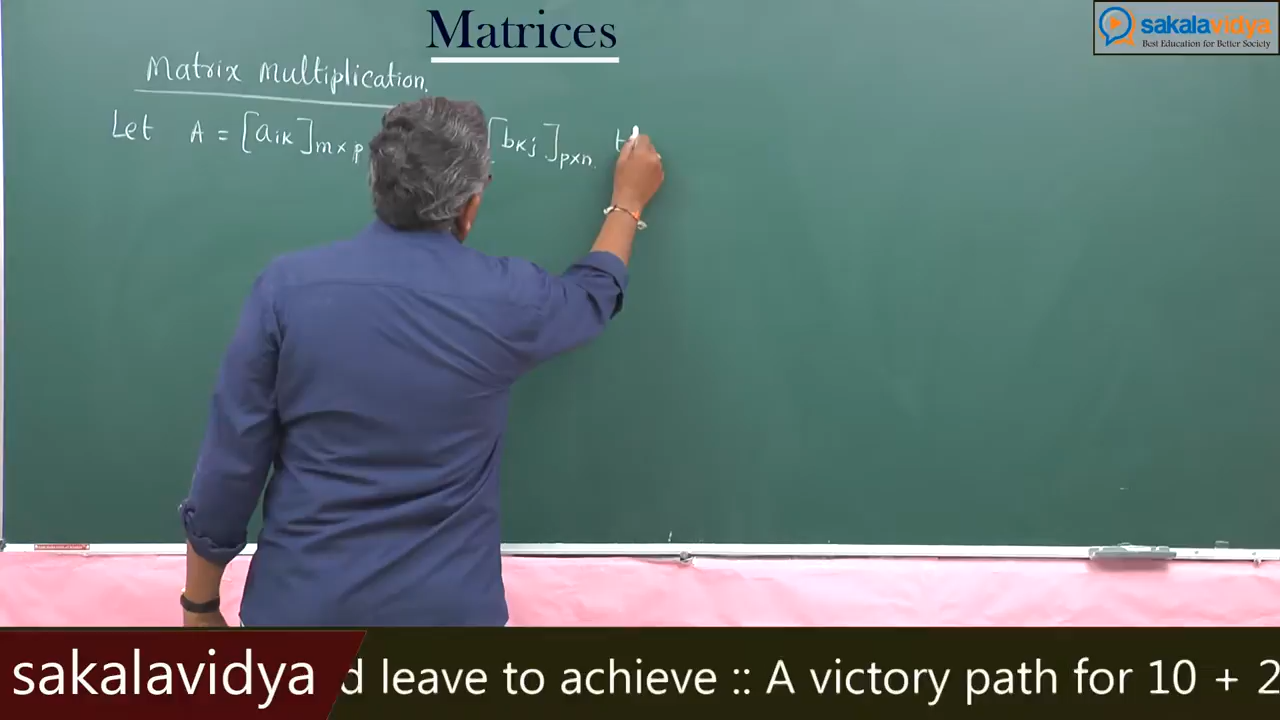 Matrices
sakalavidya
Best Education for Better Society
Matrix Multiplication.
Let A = [aik]m×p [bkj]p×n
sakalavidya
d leave to achieve :: A victory path for 10 + 2